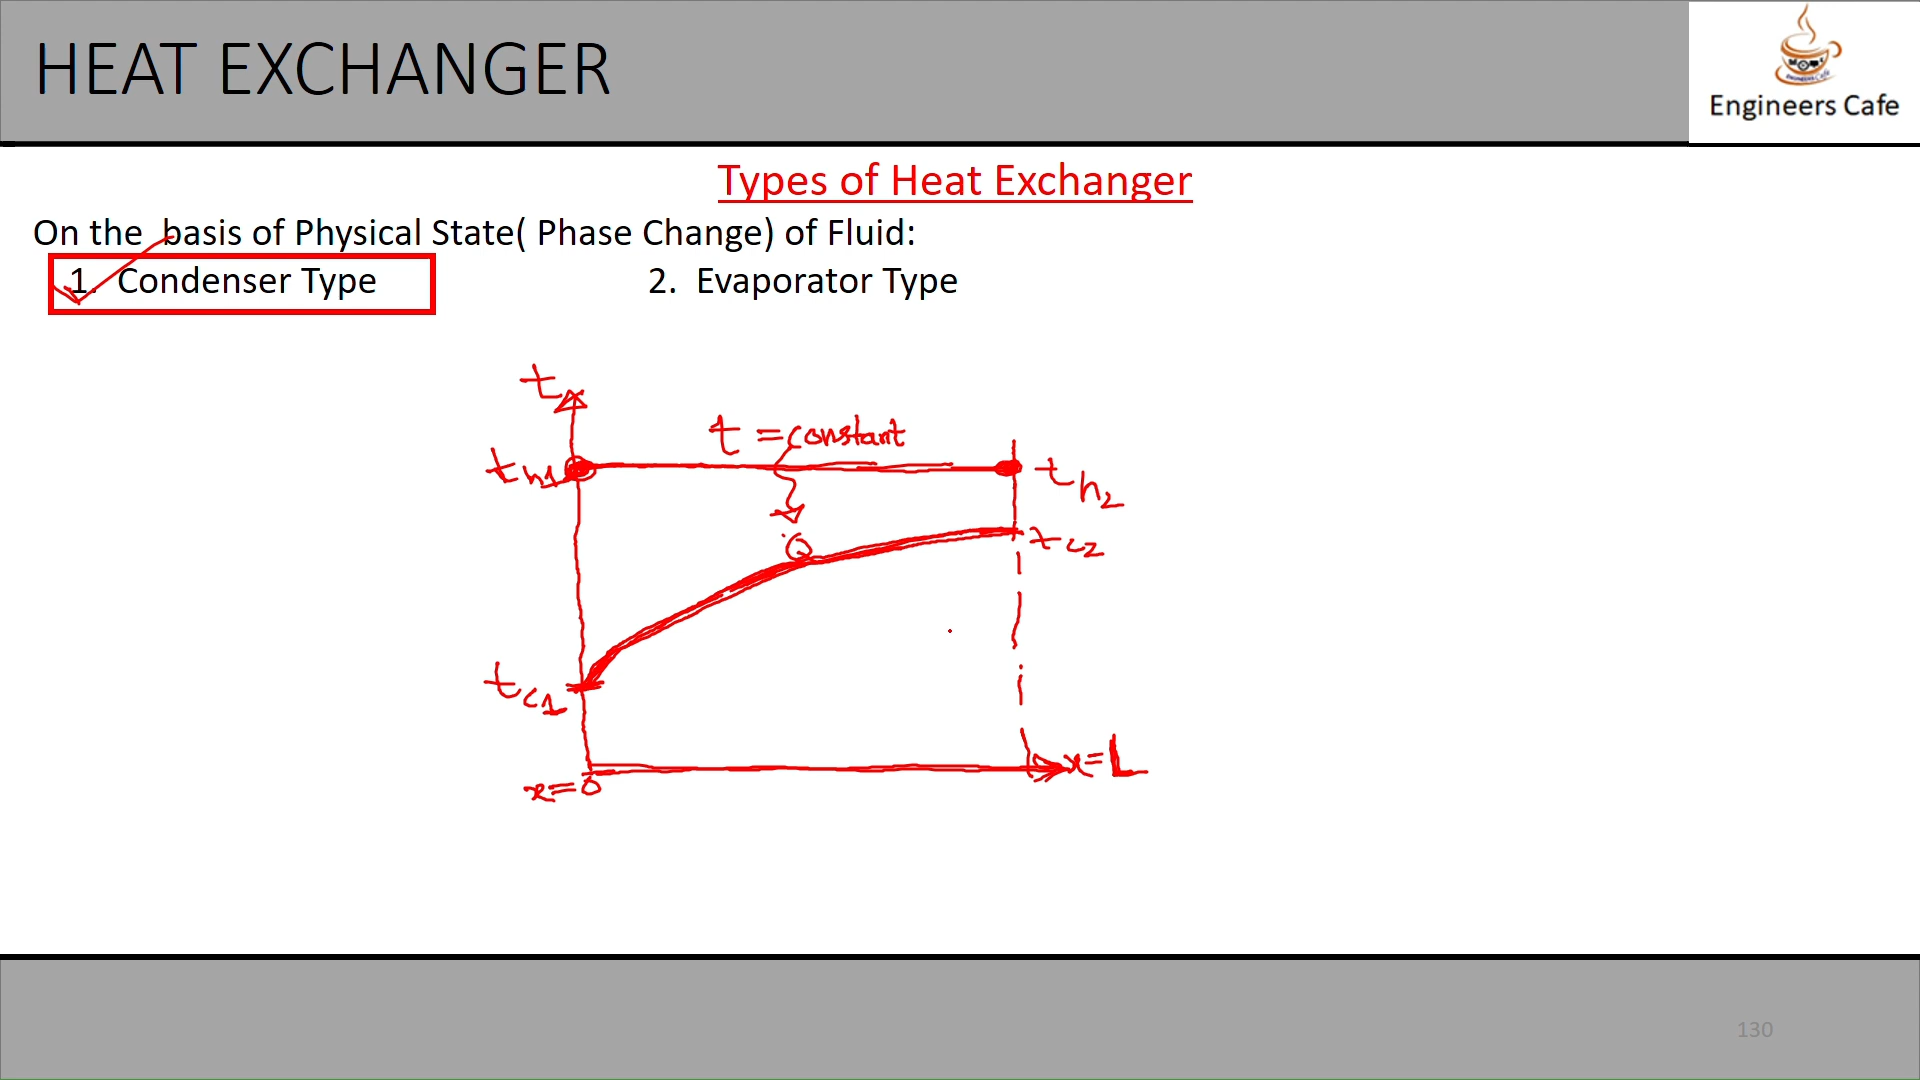 HEAT EXCHANGER
Engineers Cafe
Types of Heat Exchanger
On the basis of Physical State( Phase Change) of Fluid:
1. Condenser Type
2. Evaporator Type
t
t = constant
th1
th2
Q
tc2
tc1
x=0
x=L
130